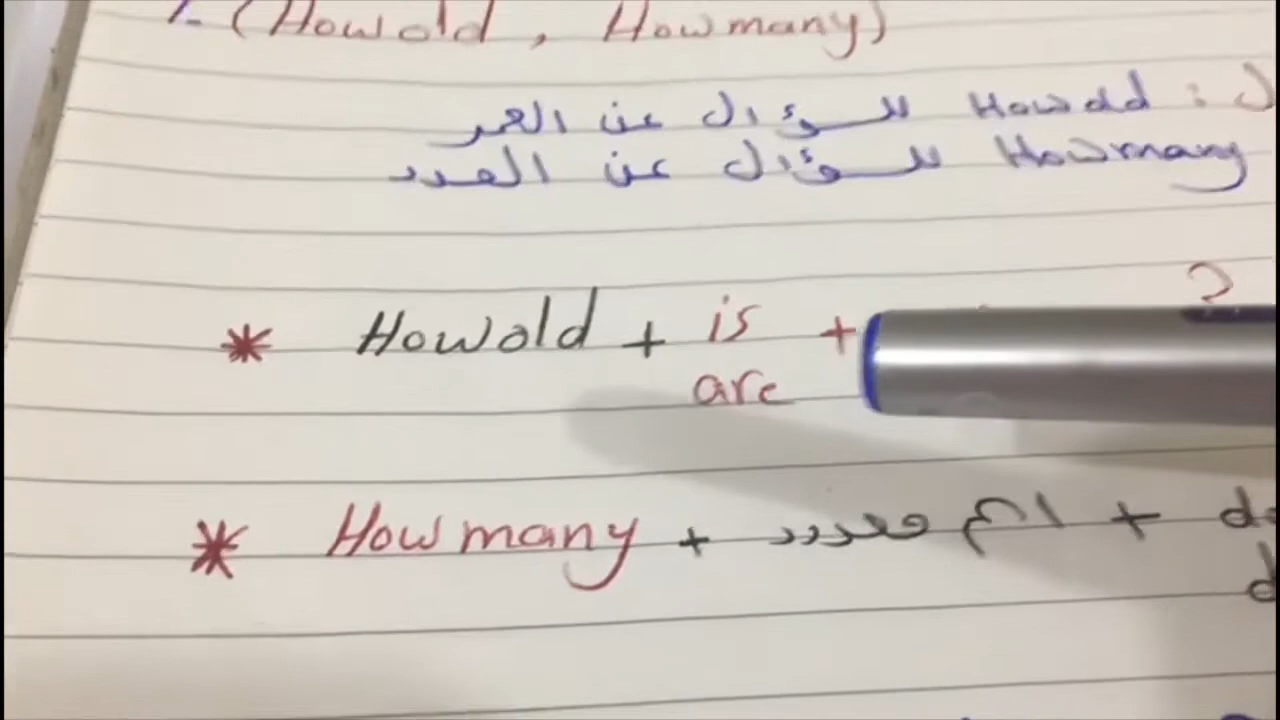 (How old , How many)
How old : للسؤال عن العمر
How many للسؤال عن العدد
* How old + is + ?
are
* How many + اسم معدود +